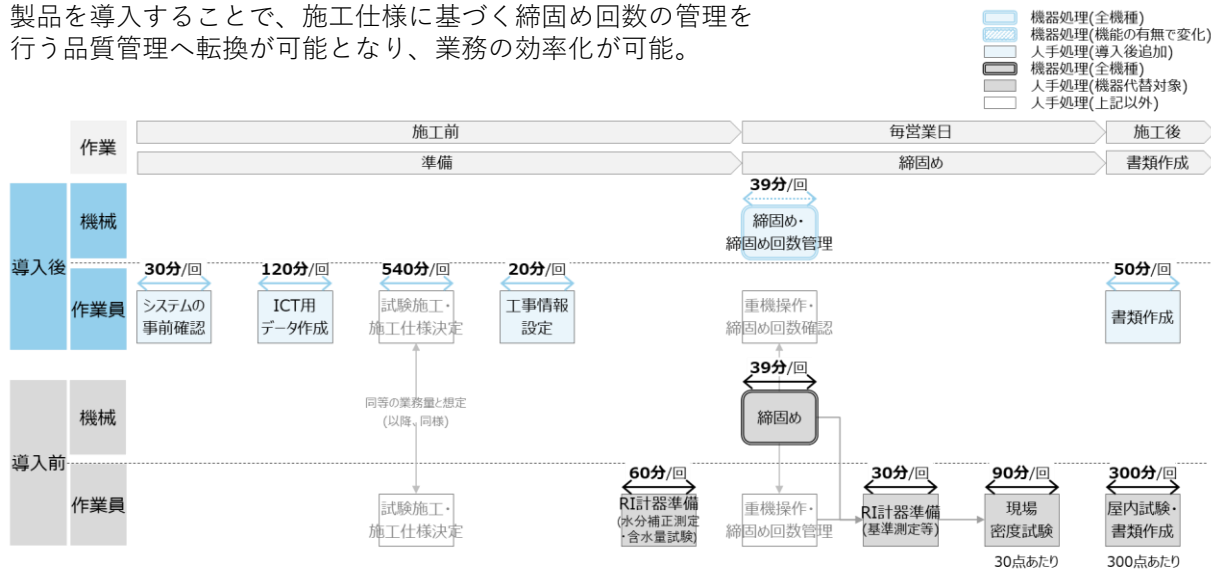 製品を導入することで、施工仕様に基づく締固め回数の管理を
行う品質管理へ転換が可能となり、業務の効率化が可能。
機器処理(全機種)
機器処理(機能の有無で変化)
人手処理(導入後追加)
機器処理(全機種)
人手処理(機器代替対象)
人手処理(上記以外)
作業
施工前
毎営業日
施工後
準備
締固め
書類作成
導入後
機械
39分/回
締固め・
締固め回数管理
作業員
30分/回
システムの
事前確認
120分/回
ICT用
データ作成
540分/回
試験施工・
施工仕様決定
20分/回
工事情報
設定
重機操作・
締固め回数確認
50分/回
書類作成
同等の業務量と想定
(以降、同様)
導入前
機械
39分/回
締固め
作業員
試験施工・
施工仕様決定
60分/回
RI計器準備
(水分補正測定
・含水量試験)
重機操作・
締固め回数管理
30分/回
RI計器準備
(基準測定等)
90分/回
現場
密度試験
30点あたり
300分/回
屋内試験・
書類作成
300点あたり